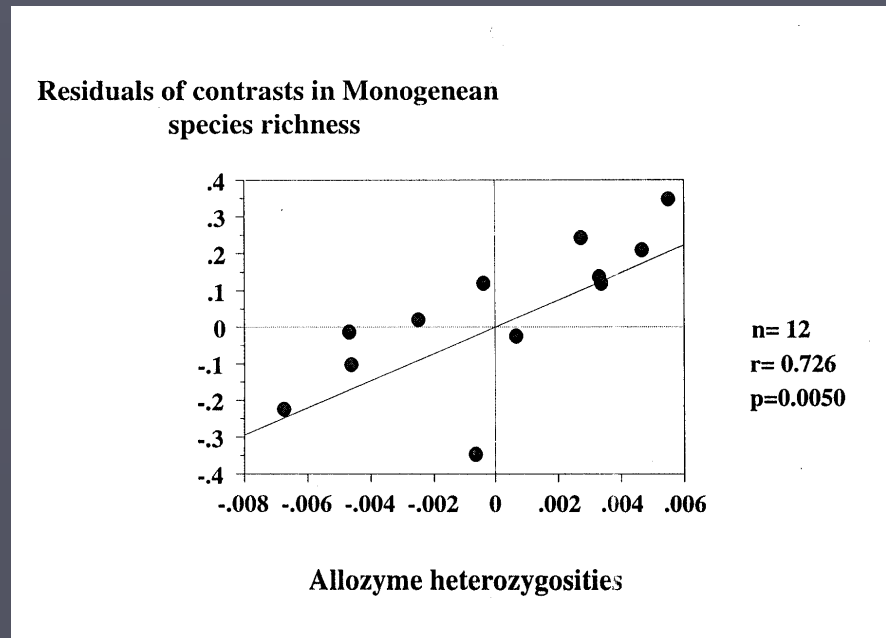 Residuals of contrasts in Monogenean
species richness
.4
.3
.2
.1
0
-.1
-.2
-.3
-.4
-.008 -.006 -.004 -.002 0 .002 .004 .006
n= 12
r= 0.726
p=0.0050
Allozyme heterozygosities